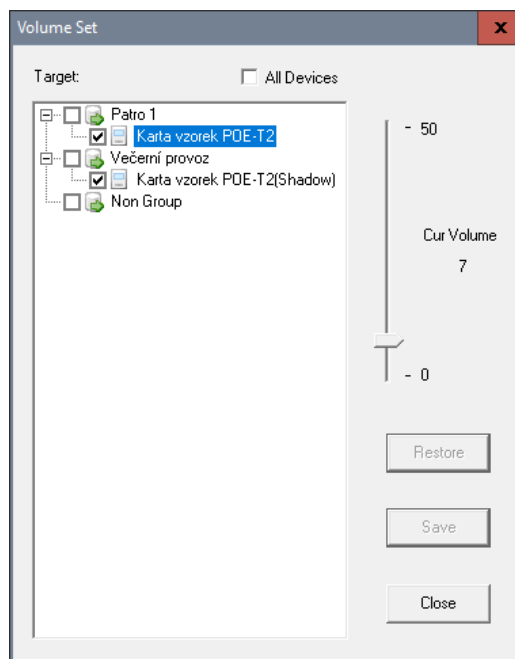 Volume Set
x
Target:
All Devices
Patro 1
Karta vzorek POE-T2
Večerní provoz
Karta vzorek POE-T2(Shadow)
Non Group
- 50
Cur Volume
7
- 0
Restore
Save
Close